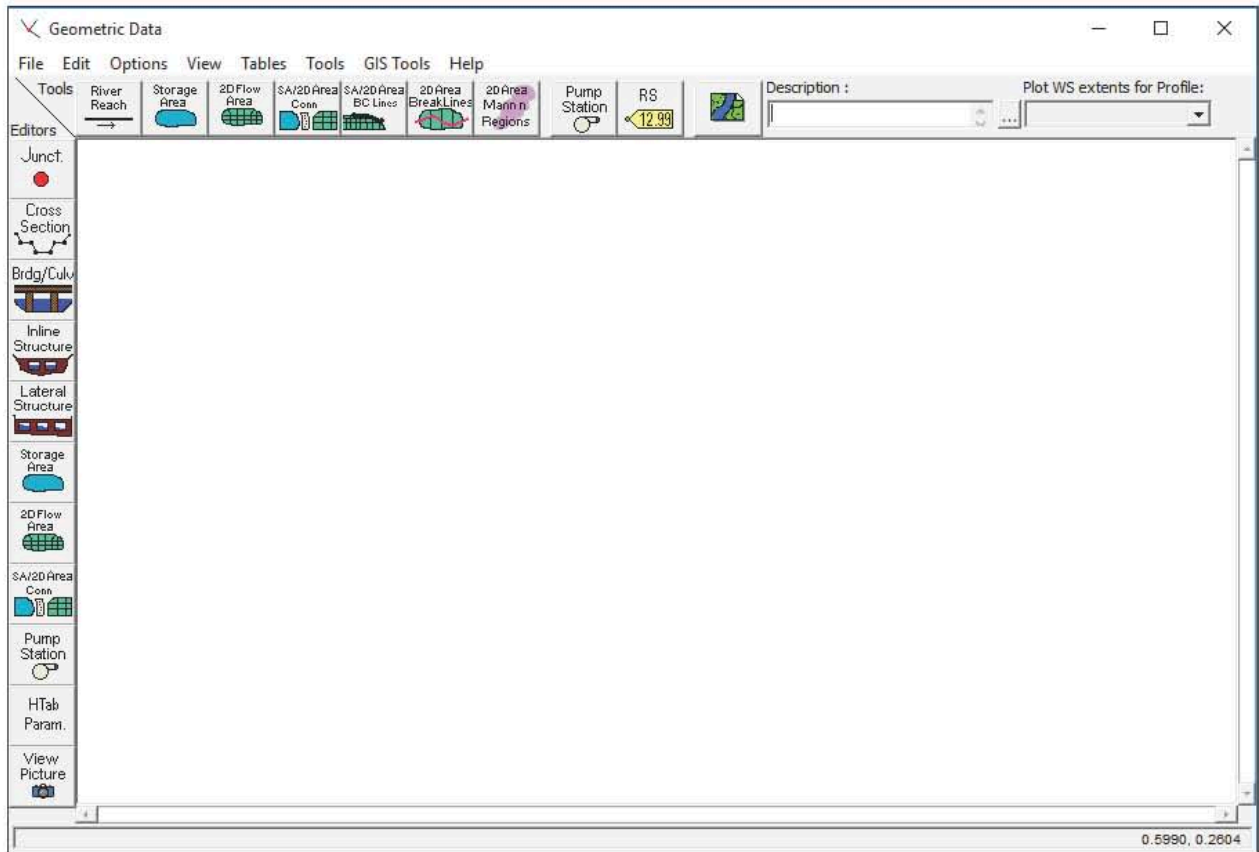 Geometric Data
File Edit Options View Tables Tools GIS Tools Help
Tools
Editors
River
Reach
Storage
Area
2D Flow
Area
SA/2D Area
Conn
SA/2D Area
BC Lines
2D Area
BreakLines
2D Area
Mann n
Regions
Pump
Station
RS
12.99
Description :
...
Plot WS extents for Profile:
Junct.
Cross
Section
Brdg/Culv
Inline
Structure
Lateral
Structure
Storage
Area
2D Flow
Area
SA/2D Area
Conn
Pump
Station
HTab
Param.
View
Picture
0.5990, 0.2604